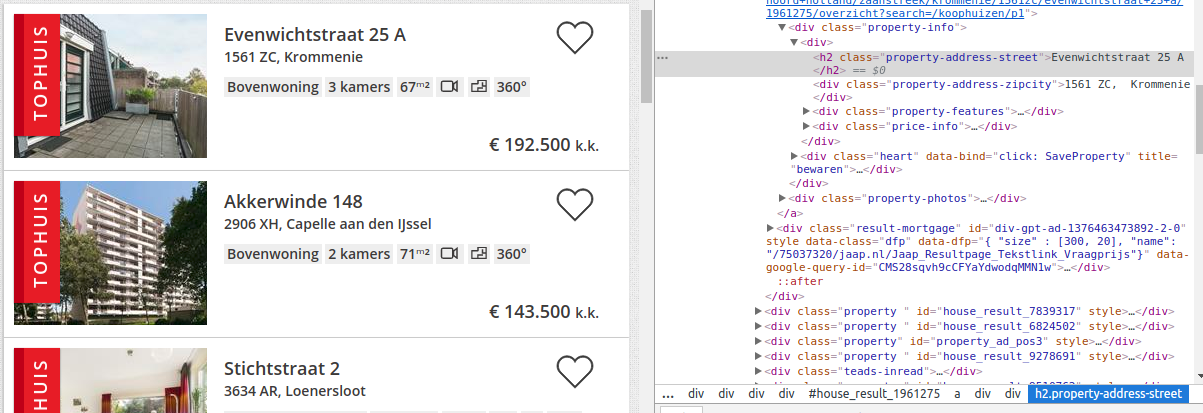 TOPHUIS
Evenwichtstraat 25 A
1561 ZC, Krommenie
Bovenwoning 3 kamers 67m² 360°
€ 192.500 k.k.
TOPHUIS
Akkerwinde 148
2906 XH, Capelle aan den IJssel
Bovenwoning 2 kamers 71m² 360°
€ 143.500 k.k.
HUIS
Stichtstraat 2
3634 AR, Loenersloot
noord+holland/zaanstreek/krommenie/1561zc/evenwichtstraat+25+a/
1961275/overzicht?search=/koophuizen/p1">
▼<div class="property-info">
▼<div>
<h2 class="property-address-street">Evenwichtstraat 25 A
</h2> == $0
<div class="property-address-zipcity">1561 ZC,  Krommenie
</div>
▶<div class="property-features">…</div>
▶<div class="price-info">…</div>
</div>
▶<div class="heart" data-bind="click: SaveProperty" title=
"bewaren">…</div>
</div>
▶<div class="property-photos">…</div>
</a>
▶<div class="result-mortgage" id="div-gpt-ad-1376463473892-2-0"
style data-class="dfp" data-dfp="{ "size" : [300, 20], "name":
"/75037320/jaap.nl/Jaap_Resultpage_Tekstlink_Vraagprijs"}" data-
google-query-id="CMS28sqvh9cCFYaYdwodqMMN1w">…</div>
::after
</div>
▶<div class="property " id="house_result_7839317" style>…</div>
▶<div class="property " id="house_result_6824502" style>…</div>
▶<div class="property" id="property_ad_pos3" style>…</div>
▶<div class="property " id="house_result_9278691" style>…</div>
▶<div class="teads-inread">…</div>
... div div div div #house_result_1961275 a div div h2.property-address-street